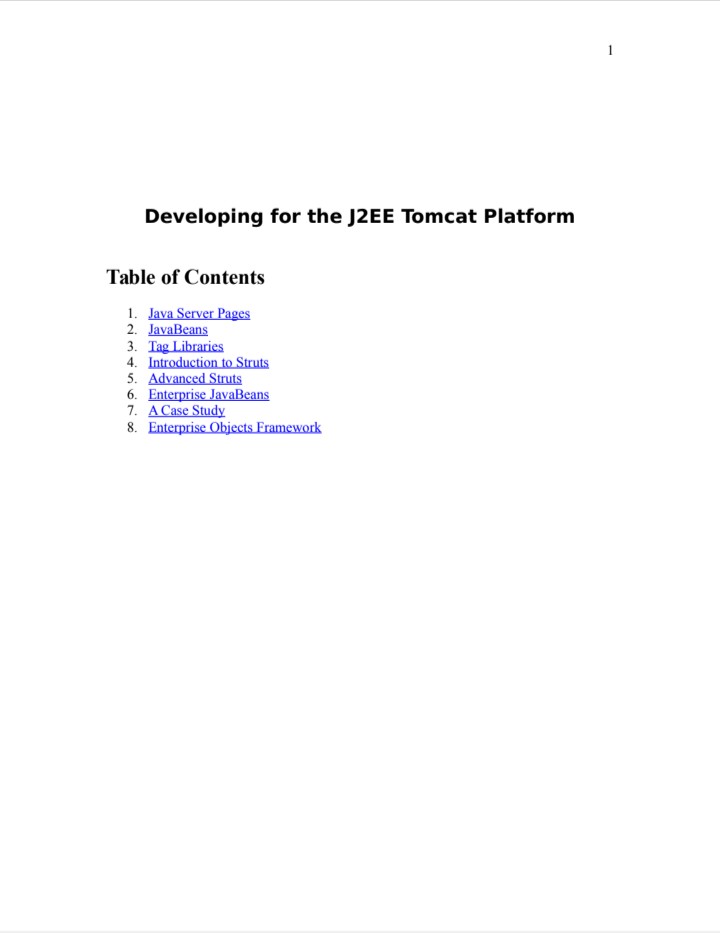 1
Developing for the J2EE Tomcat Platform
Table of Contents
1. Java Server Pages
2. JavaBeans
3. Tag Libraries
4. Introduction to Struts
5. Advanced Struts
6. Enterprise JavaBeans
7. A Case Study
8. Enterprise Objects Framework